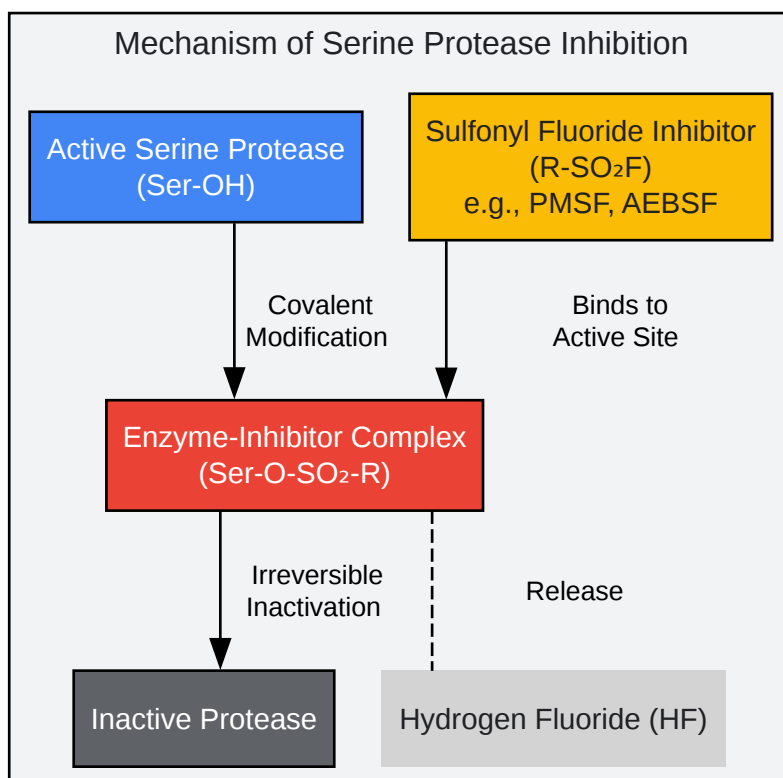 Mechanism of Serine Protease Inhibition
Active Serine Protease
(Ser-OH)
Sulfonyl Fluoride Inhibitor
(R-SO₂F)
e.g., PMSF, AEBSF
Covalent
Modification
Binds to
Active Site
Enzyme-Inhibitor Complex
(Ser-O-SO₂-R)
Irreversible
Inactivation
Release
Inactive Protease
Hydrogen Fluoride (HF)